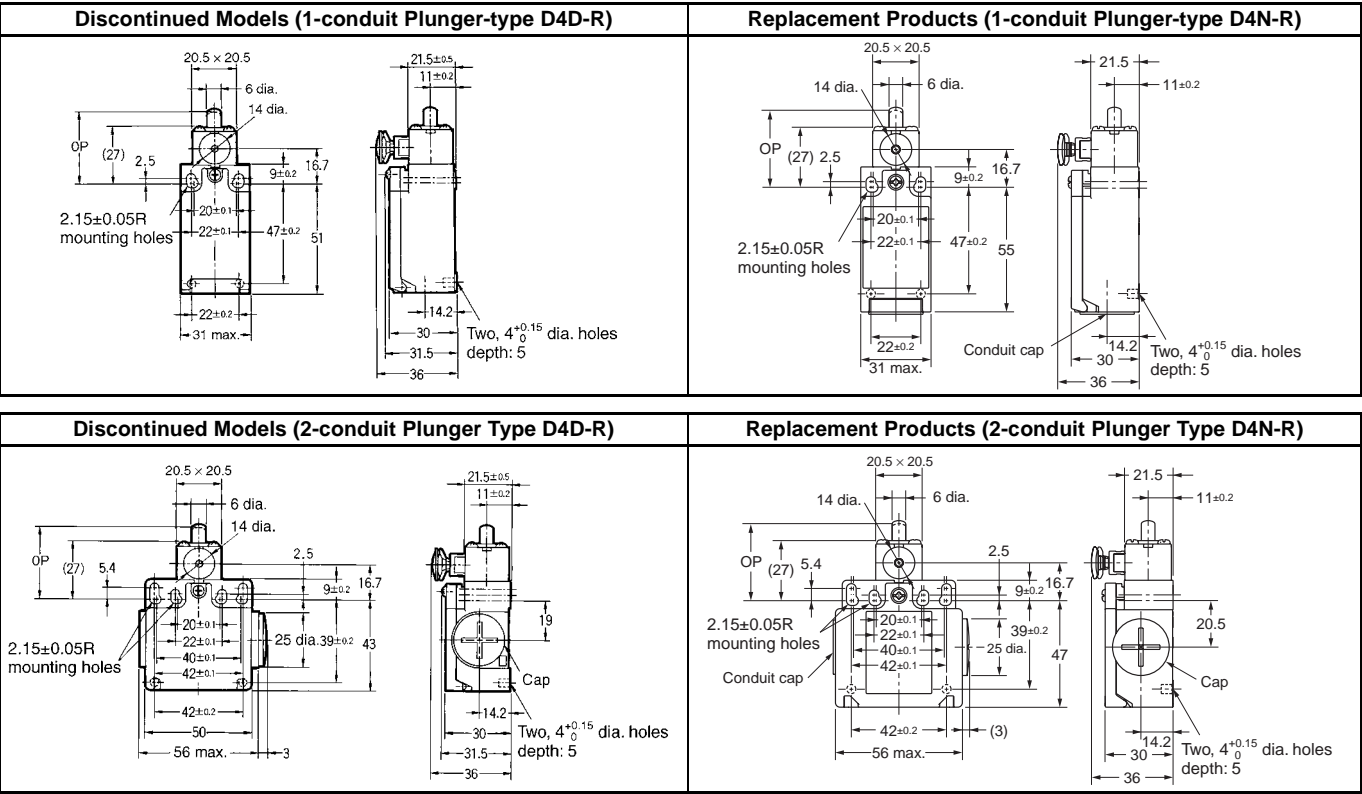 Discontinued Models (1-conduit Plunger-type D4D-R)
20.5 × 20.5
6 dia.
14 dia.
OP
(27)
2.5
16.7
9±0.2
20±0.1
22±0.1
47±0.2
51
2.15±0.05R
mounting holes
22±0.2
31 max.
21.5±0.5
11±0.2
14.2
30
31.5
36
Two, 4 +0.15 0 dia. holes
depth: 5
Replacement Products (1-conduit Plunger-type D4N-R)
20.5 × 20.5
14 dia.
6 dia.
OP
(27)
2.5
16.7
9±0.2
20±0.1
22±0.1
47±0.2
55
2.15±0.05R
mounting holes
22±0.2
31 max.
21.5
11±0.2
Conduit cap
14.2
30
36
Two, 4 +0.15 0 dia. holes
depth: 5
Discontinued Models (2-conduit Plunger Type D4D-R)
20.5 × 20.5
6 dia.
14 dia.
OP
(27)
5.4
2.5
16.7
9±0.2
20±0.1
22±0.1
40±0.1
42±0.1
25 dia.
39±0.2
43
2.15±0.05R
mounting holes
42±0.2
50
56 max.
3
21.5±0.5
11±0.2
19
Cap
14.2
30
31.5
36
Two, 4 +0.15 0 dia. holes
depth: 5
Replacement Products (2-conduit Plunger Type D4N-R)
20.5 × 20.5
14 dia.
6 dia.
OP
(27)
5.4
2.5
16.7
9±0.2
20±0.1
22±0.1
40±0.1
42±0.1
25 dia.
39±0.2
47
2.15±0.05R
mounting holes
Conduit cap
42±0.2
(3)
56 max.
21.5
11±0.2
20.5
Cap
14.2
30
36
Two, 4 +0.15 0 dia. holes
depth: 5